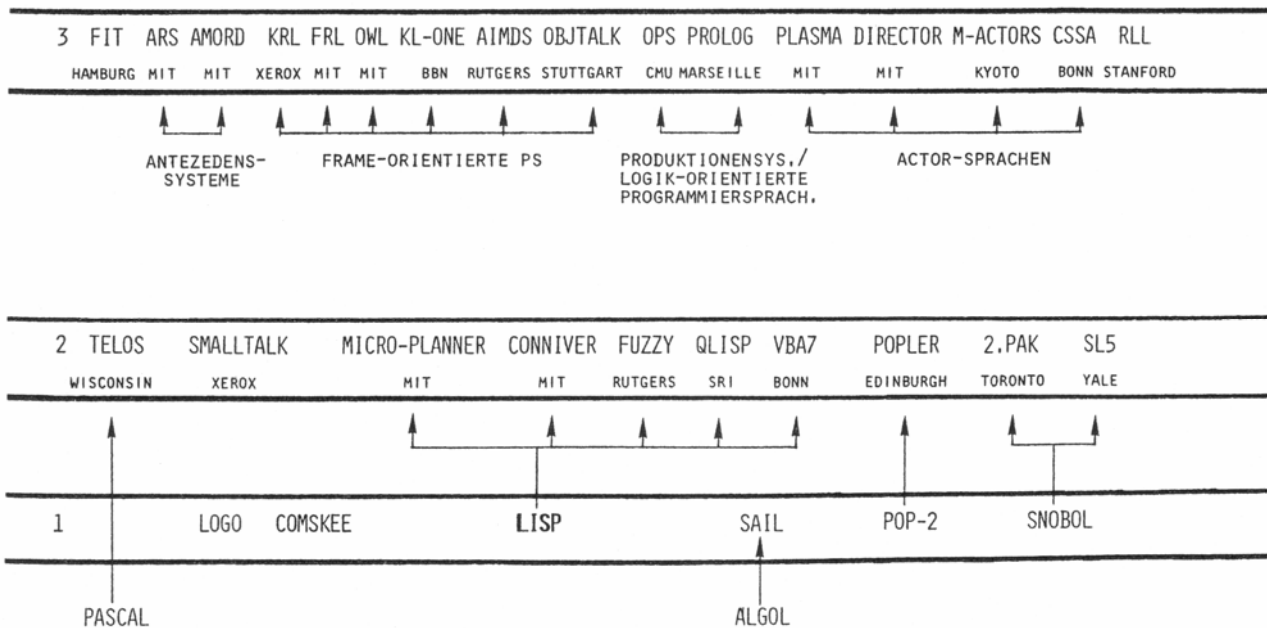 3 FIT ARS AMORD KRL FRL OWL KL-ONE AIMDS OBJTALK OPS PROLOG PLASMA DIRECTOR M-ACTORS CSSA RLL
HAMBURG MIT MIT XEROX MIT MIT BBN RUTGERS STUTTGART CMU MARSEILLE MIT MIT KYOTO BONN STANFORD
ANTEZEDENS-
SYSTEME
FRAME-ORIENTIERTE PS
PRODUKTIONENSYS./
LOGIK-ORIENTIERTE
PROGRAMMIERSPRACH.
ACTOR-SPRACHEN
2 TELOS SMALLTALK MICRO-PLANNER CONNIVER FUZZY QLISP VBA7 POPLER 2.PAK SL5
WISCONSIN XEROX MIT MIT RUTGERS SRI BONN EDINBURGH TORONTO YALE
1 LOGO COMSKEE LISP SAIL POP-2 SNOBOL
PASCAL ALGOL